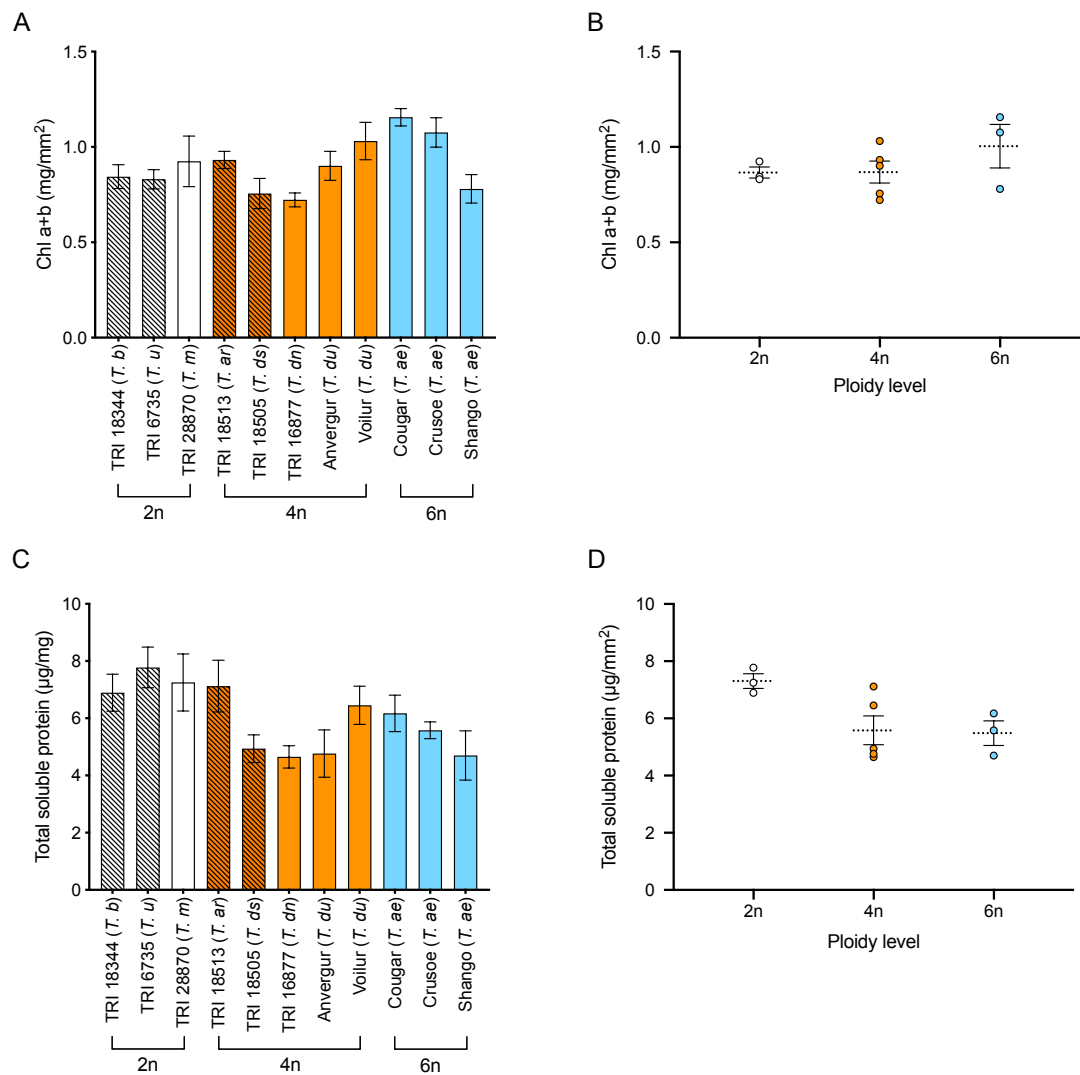 A
Chl a+b (mg/mm²)
1.5
1.0
0.5
0.0
TRI 18344 (T. b)
TRI 6735 (T. u)
TRI 28870 (T. m)
TRI 18513 (T. ar)
TRI 18505 (T. ds)
TRI 16877 (T. dn)
Anvergur (T. du)
Voilur (T. du)
Cougar (T. ae)
Crusoe (T. ae)
Shango (T. ae)
2n
4n
6n
B
Chl a+b (mg/mm²)
1.5
1.0
0.5
0.0
2n
4n
6n
Ploidy level
C
Total soluble protein (µg/mg)
10
8
6
4
2
0
TRI 18344 (T. b)
TRI 6735 (T. u)
TRI 28870 (T. m)
TRI 18513 (T. ar)
TRI 18505 (T. ds)
TRI 16877 (T. dn)
Anvergur (T. du)
Voilur (T. du)
Cougar (T. ae)
Crusoe (T. ae)
Shango (T. ae)
2n
4n
6n
D
Total soluble protein (µg/mm²)
10
8
6
4
2
0
2n
4n
6n
Ploidy level